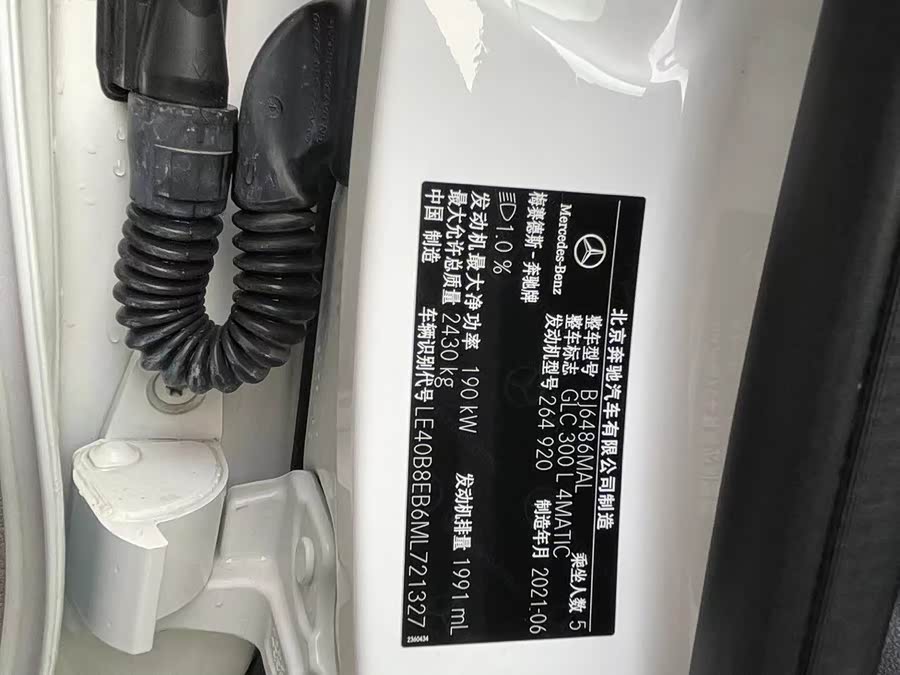 北京奔驰汽车有限公司制造
Mercedes-Benz
梅赛德斯-奔驰牌
整车型号 BJ6486MAL 乘坐人数 5
整车标志 GLC 300 L 4MATIC
发动机型号 264 920 制造年月 2021-06
1.0 %
发动机最大净功率 190 kW 发动机排量 1991 mL
最大允许总质量 2430 kg
中国 制造 车辆识别代号 LE40B8EB6ML721327
2360434